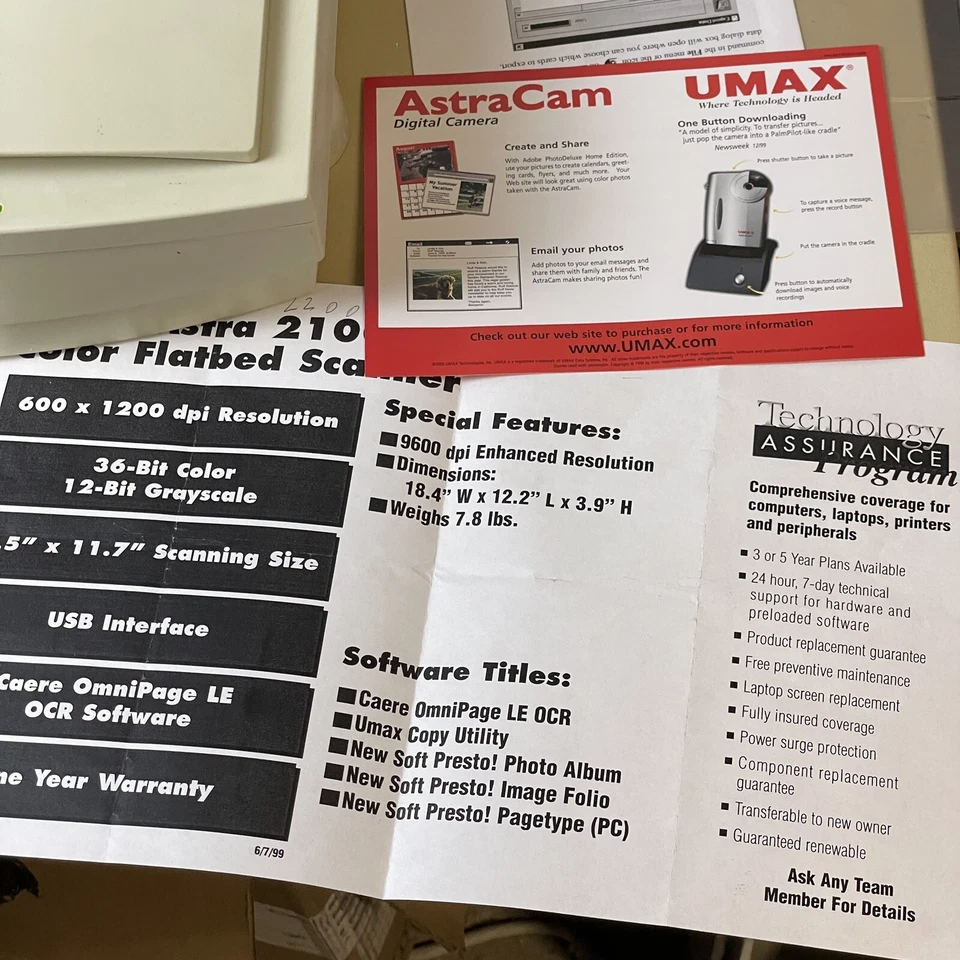 command in the File menu or the
data dialog box will open where you can choose which cards to export.
AstraCam
Digital Camera
Create and Share
With Adobe PhotoDeluxe Home Edition,
use your pictures to create calendars, greet-
ing cards, flyers, and much more. Your
Web site will look great using color photos
taken with the AstraCam.
August
My Summer
Vacation
Email
Email your photos
Add photos to your email messages and
share them with family and friends. The
AstraCam makes sharing photos fun!
UMAX®
Where Technology is Headed
One Button Downloading
"A model of simplicity. To transfer pictures...
just pop the camera into a PalmPilot-like cradle"
Newsweek 12/99
Press shutter button to take a picture
To capture a voice message,
press the record button
UMAX
Put the camera in the cradle
Press button to automatically
download images and voice
recordings
Check out our web site to purchase or for more information
www.UMAX.com
2200
stra 210
Color Flatbed Scanner
600 x 1200 dpi Resolution
36-Bit Color
12-Bit Grayscale
.5" x 11.7" Scanning Size
USB Interface
Caere OmniPage LE
OCR Software
ne Year Warranty
6/7/99
Special Features:
9600 dpi Enhanced Resolution
Dimensions:
18.4" W x 12.2" L x 3.9" H
Weighs 7.8 lbs.
Software Titles:
Caere OmniPage LE OCR
Umax Copy Utility
New Soft Presto! Photo Album
New Soft Presto! Image Folio
New Soft Presto! Pagetype (PC)
Technology
ASSURANCE
Program
Comprehensive coverage for
computers, laptops, printers
and peripherals
3 or 5 Year Plans Available
24 hour, 7-day technical
support for hardware and
preloaded software
Product replacement guarantee
Free preventive maintenance
Laptop screen replacement
Fully insured coverage
Power surge protection
Component replacement
guarantee
Transferable to new owner
Guaranteed renewable
Ask Any Team
Member For Details